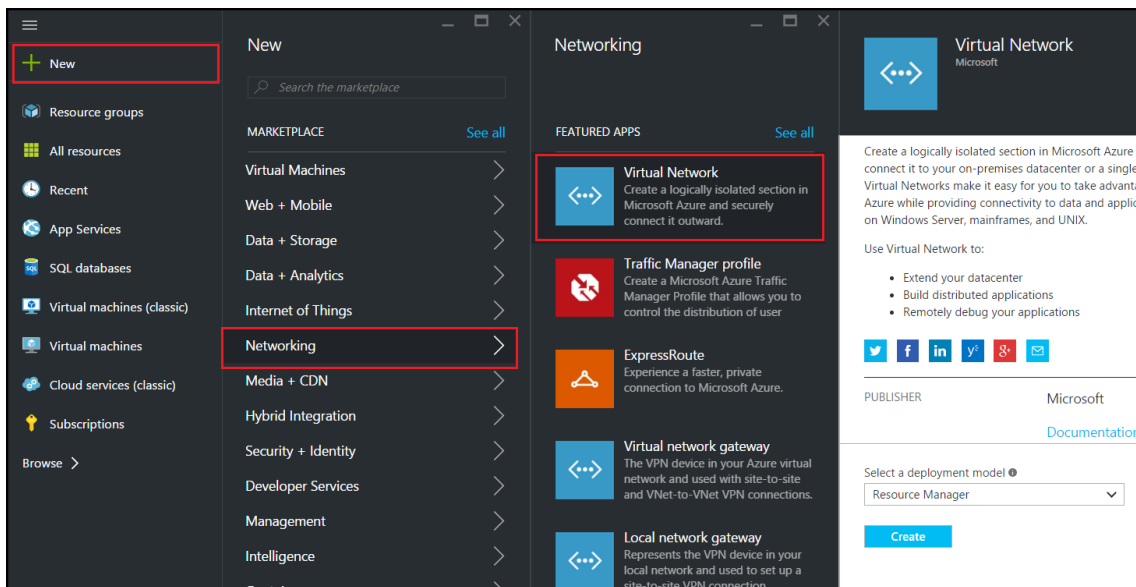 New
Resource groups
All resources
Recent
App Services
SQL
SQL databases
Virtual machines (classic)
Virtual machines
Cloud services (classic)
Subscriptions
Browse
New
Search the marketplace
MARKETPLACE See all
Virtual Machines
Web + Mobile
Data + Storage
Data + Analytics
Internet of Things
Networking
Media + CDN
Hybrid Integration
Security + Identity
Developer Services
Management
Intelligence
Networking
FEATURED APPS See all
Virtual Network
Create a logically isolated section in
Microsoft Azure and securely
connect it outward.
Traffic Manager profile
Create a Microsoft Azure Traffic
Manager Profile that allows you to
control the distribution of user
ExpressRoute
Experience a faster, private
connection to Microsoft Azure.
Virtual network gateway
The VPN device in your Azure virtual
network and used with site-to-site
and VNet-to-VNet VPN connections.
Local network gateway
Represents the VPN device in your
local network and used to set up a
site-to-site VPN connection
Virtual Network
Microsoft
Create a logically isolated section in Microsoft Azure
connect it to your on-premises datacenter or a single
Virtual Networks make it easy for you to take advant
Azure while providing connectivity to data and applic
on Windows Server, mainframes, and UNIX.
Use Virtual Network to:
• Extend your datacenter
• Build distributed applications
• Remotely debug your applications
PUBLISHER Microsoft
Documentation
Select a deployment model
Resource Manager
Create